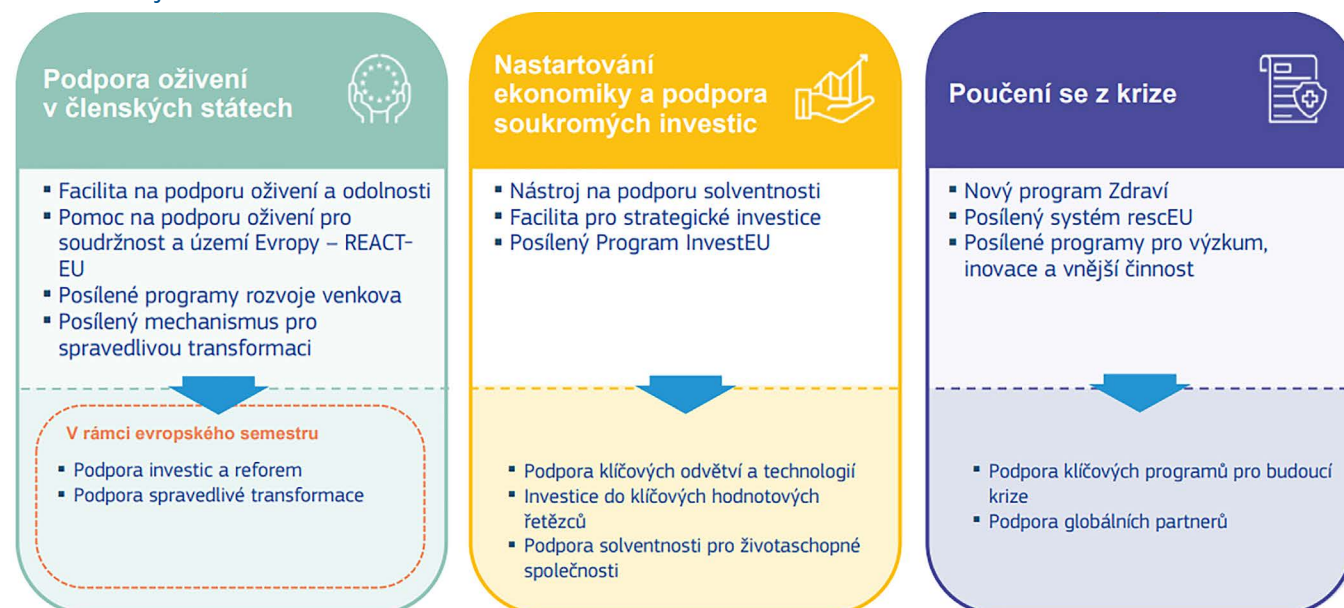 Podpora oživení
v členských státech
▪ Facilita na podporu oživení a odolnosti
▪ Pomoc na podporu oživení pro
soudržnost a území Evropy – REACT-
EU
▪ Posílené programy rozvoje venkova
▪ Posílený mechanismus pro
spravedlivou transformaci
V rámci evropského semestru
▪ Podpora investic a reforem
▪ Podpora spravedlivé transformace
Nastartování
ekonomiky a podpora
soukromých investic
▪ Nástroj na podporu solventnosti
▪ Facilita pro strategické investice
▪ Posílený Program InvestEU
▪ Podpora klíčových odvětví a technologií
▪ Investice do klíčových hodnotových
řetězců
▪ Podpora solventnosti pro životaschopné
společnosti
Poučení se z krize
▪ Nový program Zdraví
▪ Posílený systém rescEU
▪ Posílené programy pro výzkum,
inovace a vnější činnost
▪ Podpora klíčových programů pro budoucí
krize
▪ Podpora globálních partnerů